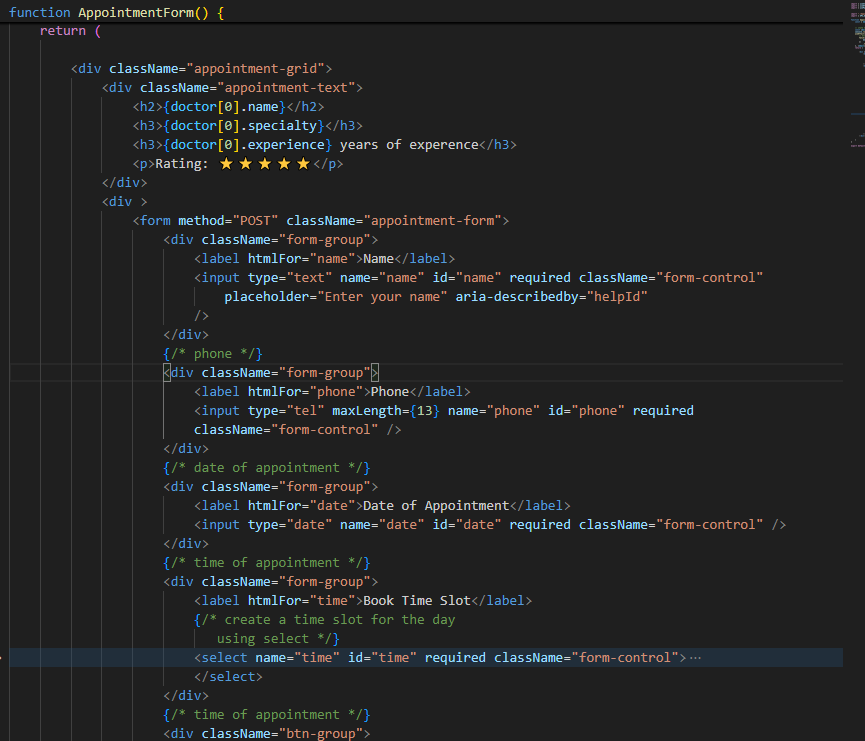 function AppointmentForm() {
return (
<div className="appointment-grid">
<div className="appointment-text">
<h2>{doctor[0].name}</h2>
<h3>{doctor[0].specialty}</h3>
<h3>{doctor[0].experience} years of experence</h3>
<p>Rating: ⭐⭐⭐⭐⭐</p>
</div>
<div >
<form method="POST" className="appointment-form">
<div className="form-group">
<label htmlFor="name">Name</label>
<input type="text" name="name" id="name" required className="form-control"
placeholder="Enter your name" aria-describedby="helpId"
/>
</div>
{/* phone */}
<div className="form-group">
<label htmlFor="phone">Phone</label>
<input type="tel" maxLength={13} name="phone" id="phone" required
className="form-control" />
</div>
{/* date of appointment */}
<div className="form-group">
<label htmlFor="date">Date of Appointment</label>
<input type="date" name="date" id="date" required className="form-control" />
</div>
{/* time of appointment */}
<div className="form-group">
<label htmlFor="time">Book Time Slot</label>
{/* create a time slot for the day
using select */}
<select name="time" id="time" required className="form-control">⋯
</select>
</div>
{/* time of appointment */}
<div className="btn-group">